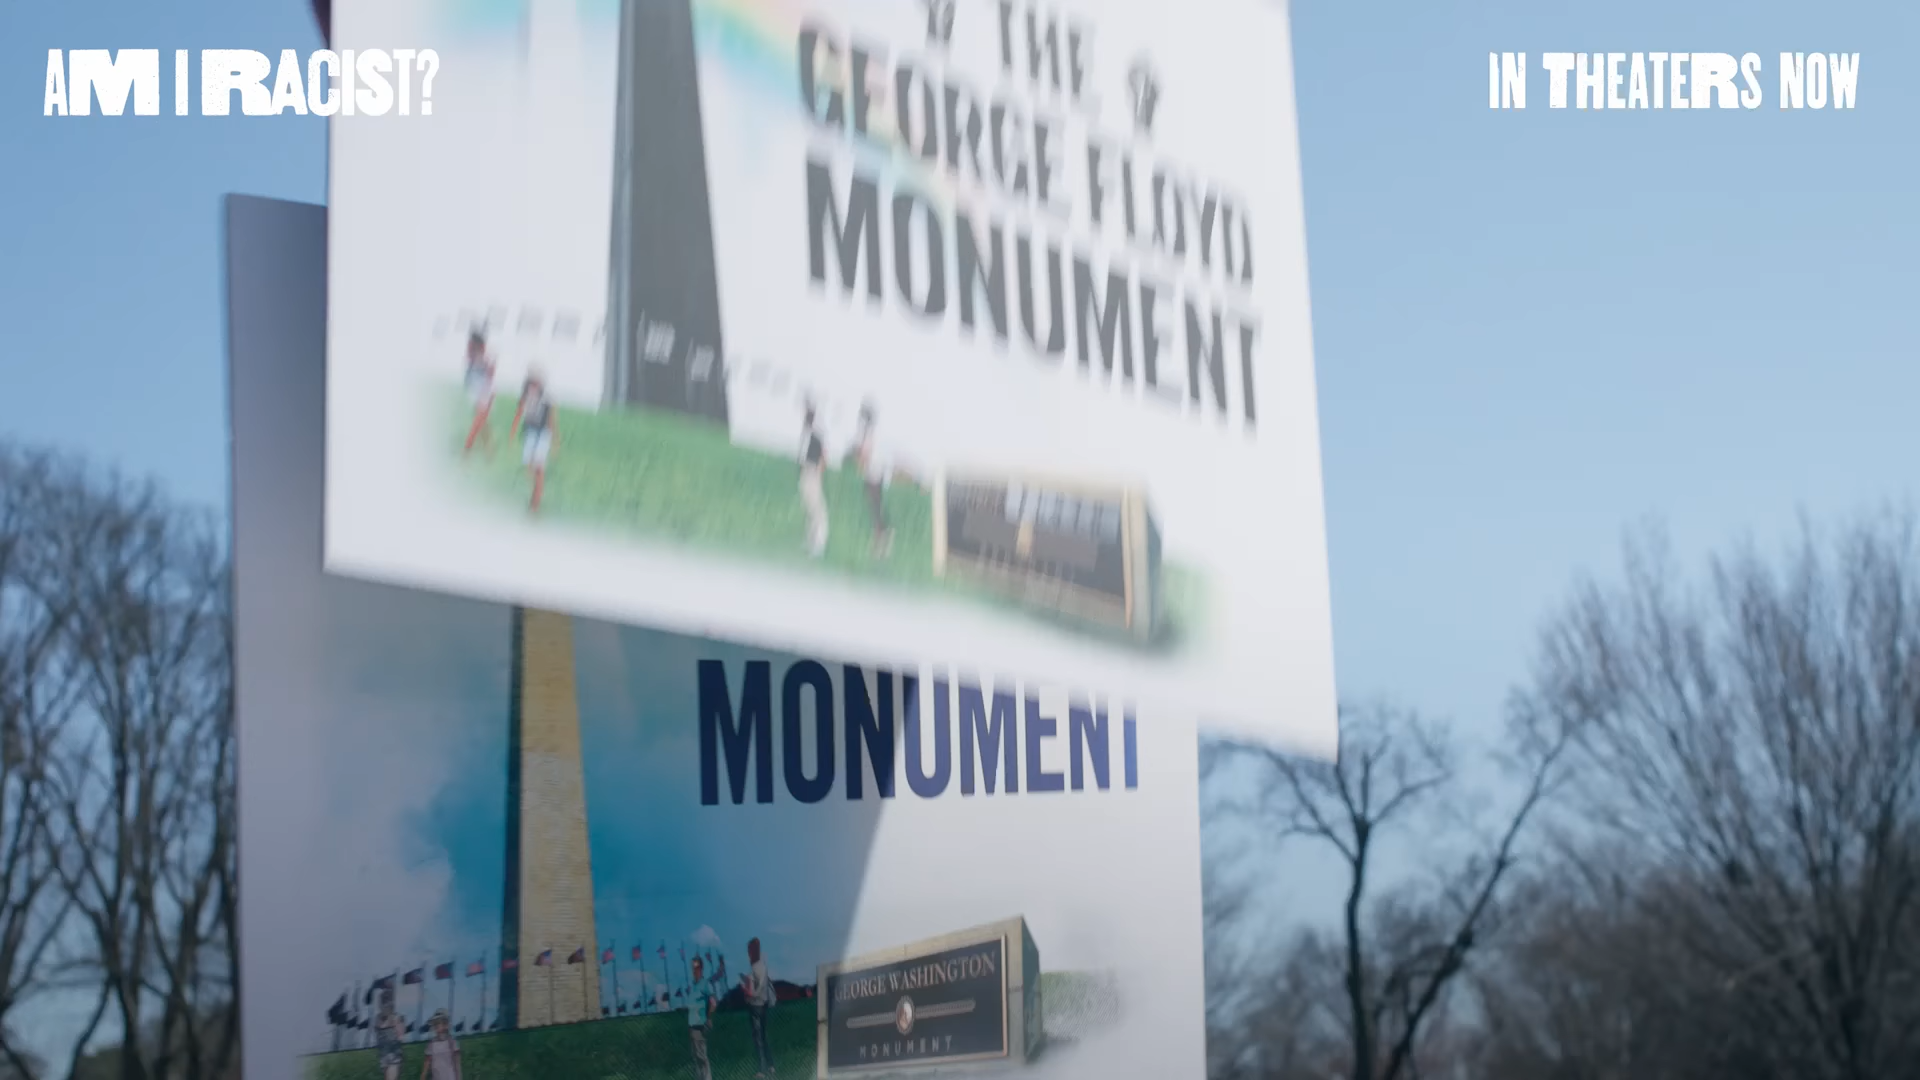 AM I RACIST?
IN THEATERS NOW
THE
GEORGE FLOYD
MONUMENT
MONUMENT
GEORGE WASHINGTON
MONUMENT